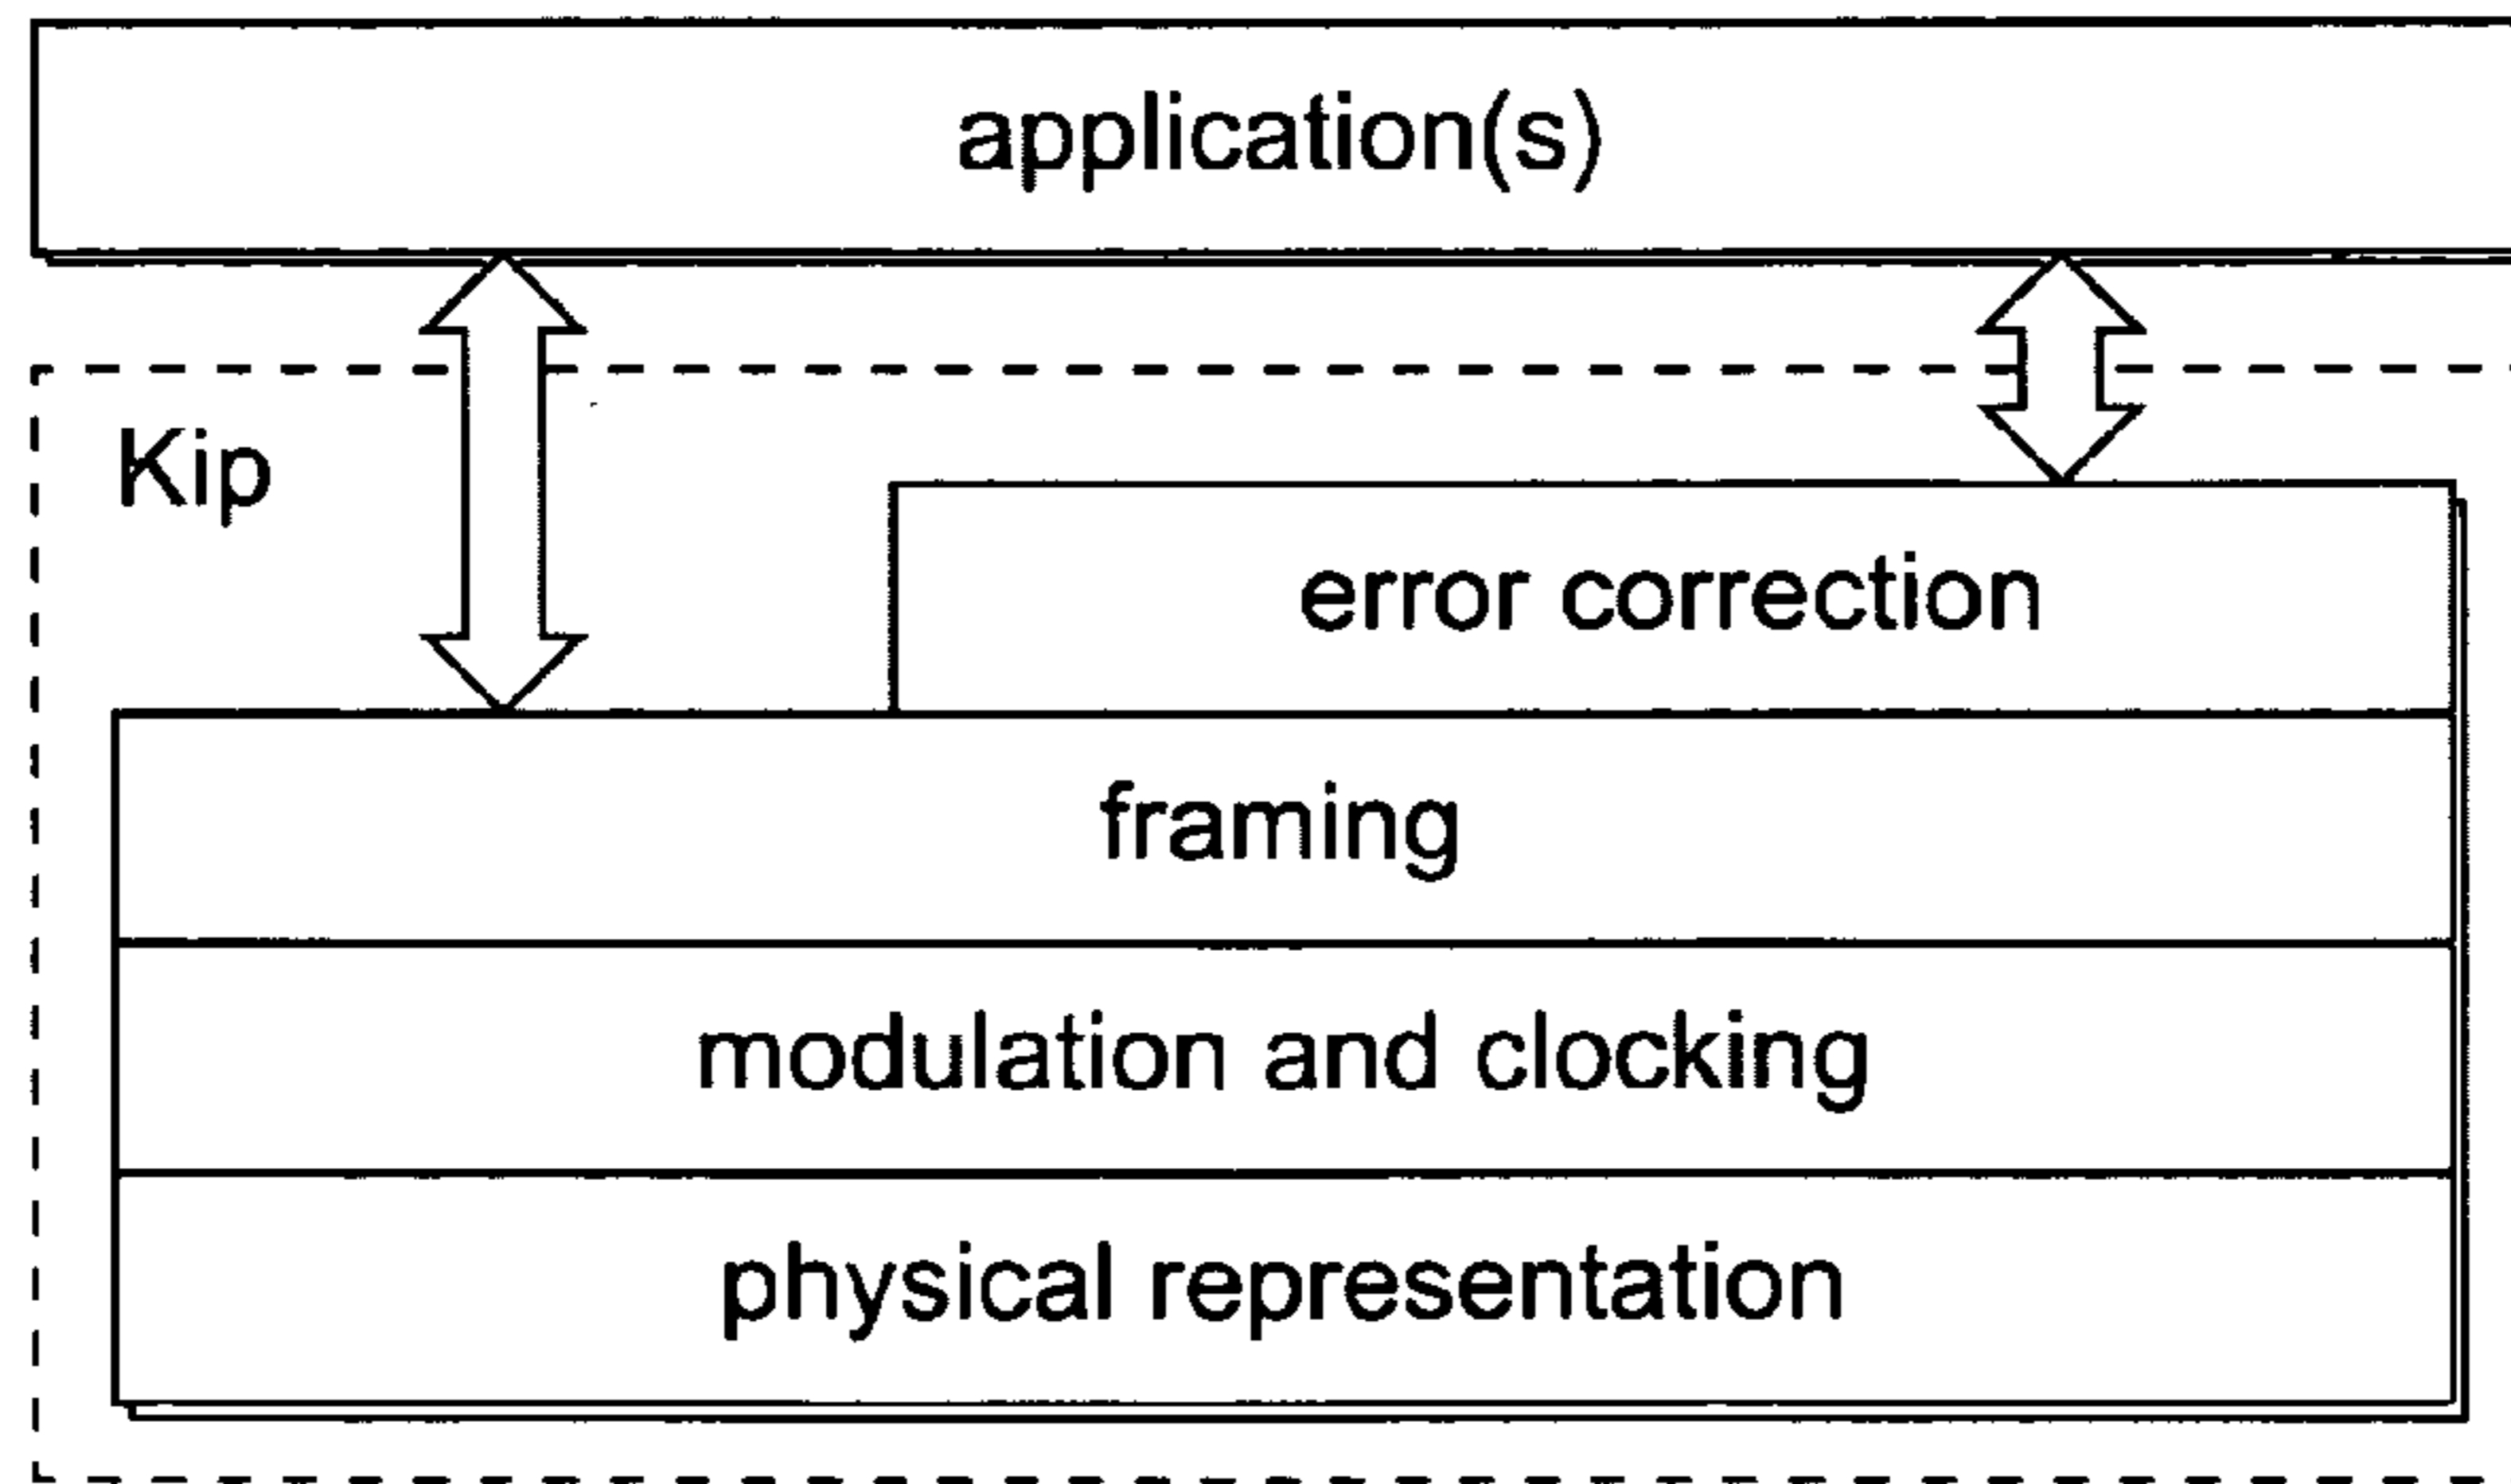 application(s)
Kip
error correction
framing
modulation and clocking
physical representation